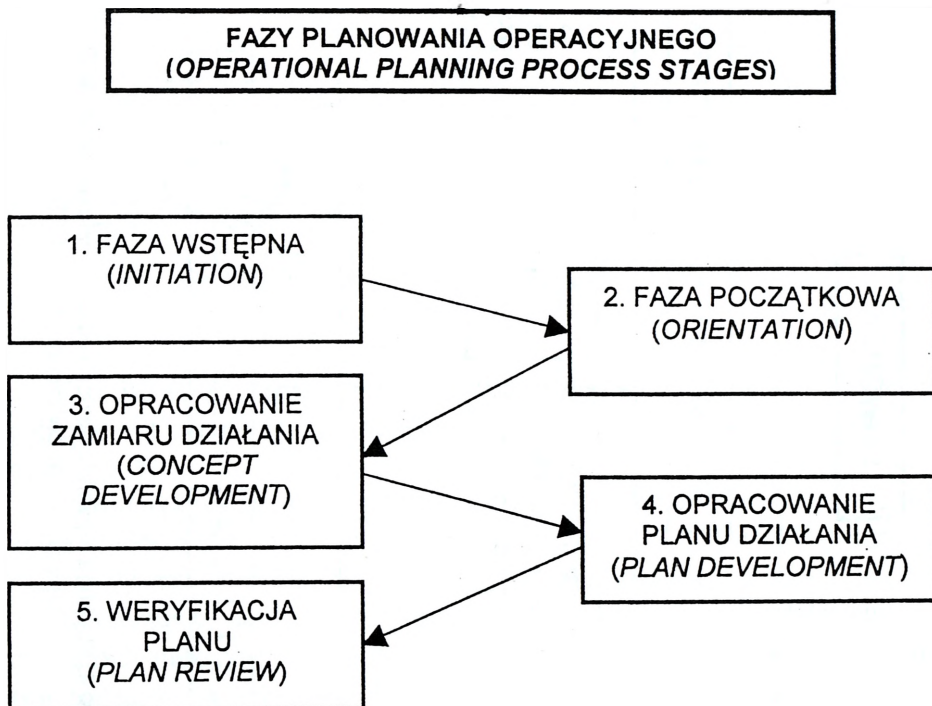 FAZY PLANOWANIA OPERACYJNEGO
(OPERATIONAL PLANNING PROCESS STAGES)
1. FAZA WSTĘPNA
(INITIATION)
2. FAZA POCZĄTKOWA
(ORIENTATION)
3. OPRACOWANIE
ZAMIARU DZIAŁANIA
(CONCEPT
DEVELOPMENT)
4. OPRACOWANIE
PLANU DZIAŁANIA
(PLAN DEVELOPMENT)
5. WERYFIKACJA
PLANU
(PLAN REVIEW)